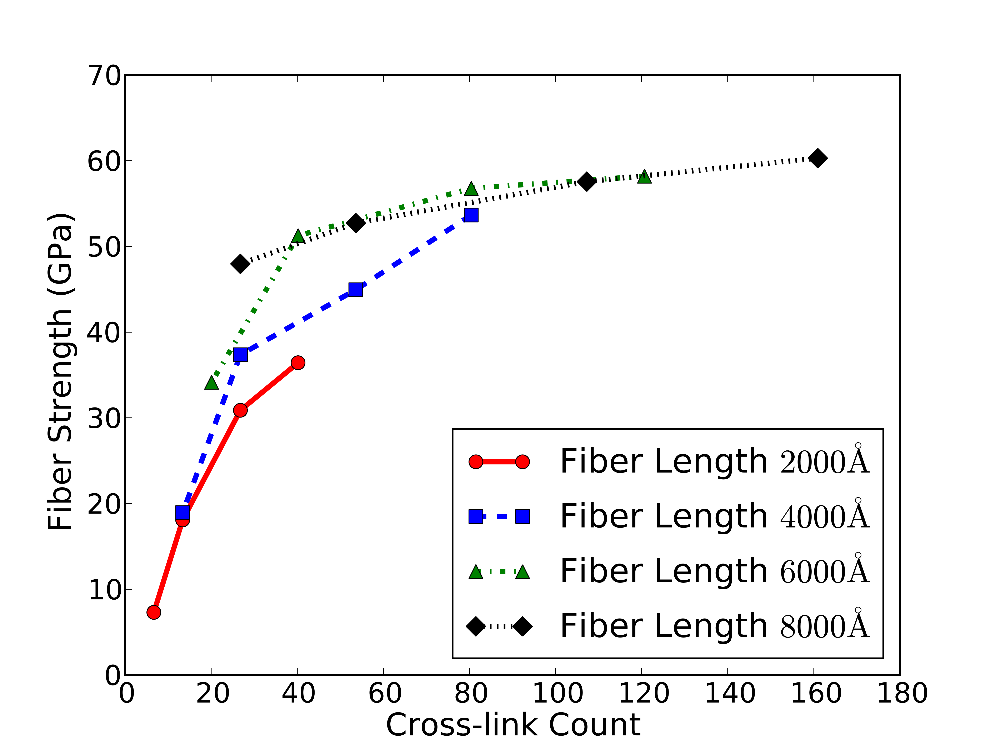 70
60
50
40
30
20
10
0
Fiber Strength (GPa)
Fiber Length 2000Å
Fiber Length 4000Å
Fiber Length 6000Å
Fiber Length 8000Å
0 20 40 60 80 100 120 140 160 180
Cross-link Count